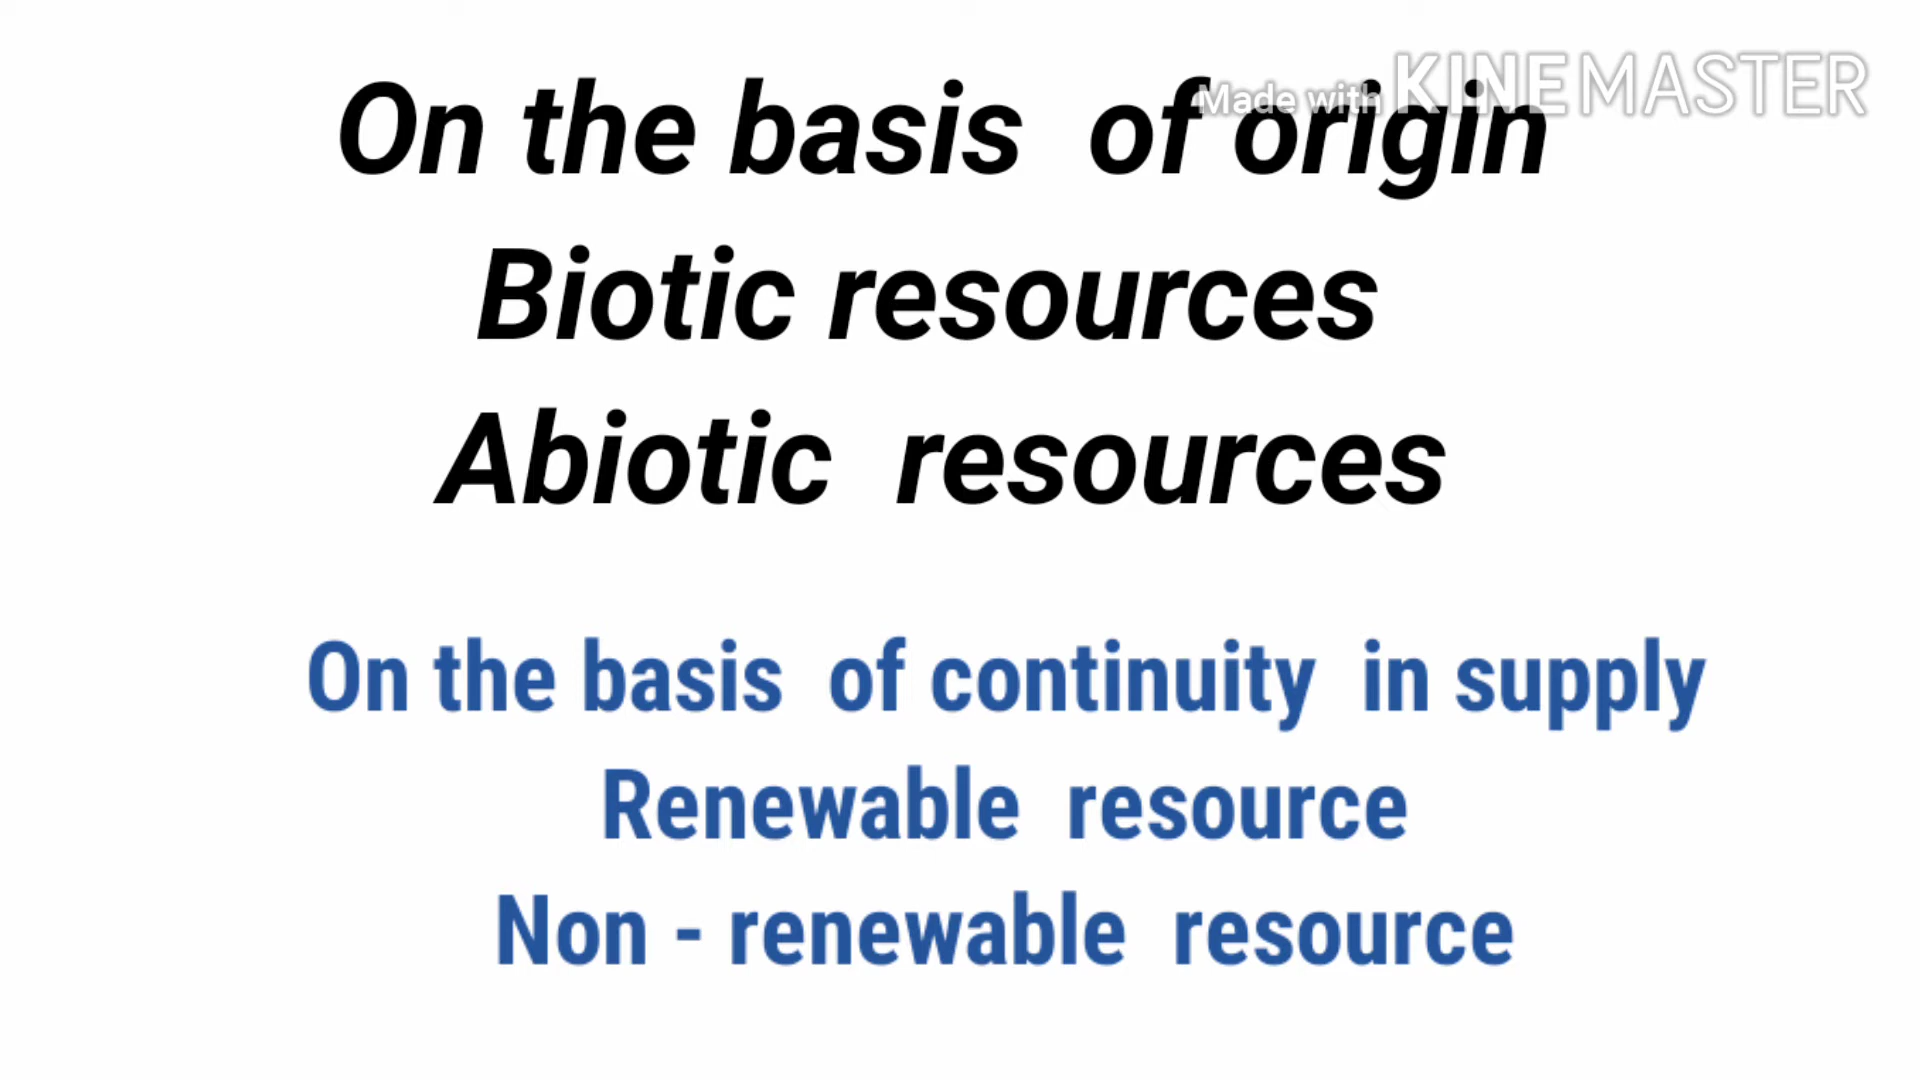 Made with KINEMASTER
On the basis of origin
Biotic resources
Abiotic resources
On the basis of continuity in supply
Renewable resource
Non - renewable resource